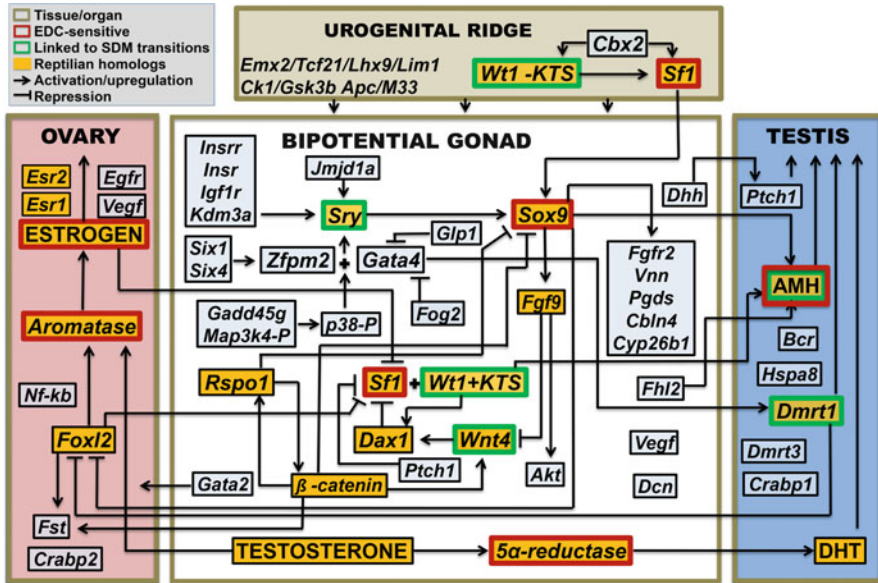 Tissue/organ
EDC-sensitive
Linked to SDM transitions
Reptilian homologs
Activation/upregulation
Repression
UROGENITAL RIDGE
Emx2/Tcf21/Lhx9/Lim1
Ck1/Gsk3b Apc/M33
Wt1 -KTS
Cbx2
Sf1
OVARY
Esr2
Esr1
Egfr
Vegf
ESTROGEN
Aromatase
Nf-kb
Foxl2
Fst
Crabp2
BIPOTENTIAL GONAD
Insrr
Insr
Igf1r
Kdm3a
Jmjd1a
Sry
Sox9
Six1
Six4
Zfpm2
+
Gata4
Glp1
Gadd45g
Map3k4-P
p38-P
Fog2
Fgf9
Fgfr2
Vnn
Pgds
Cbln4
Cyp26b1
Rspo1
Sf1
+
Wt1+KTS
Dax1
Wnt4
Ptch1
Akt
Gata2
ß -catenin
Fhl2
Vegf
Dcn
Dhh
TESTOSTERONE
5α-reductase
TESTIS
Ptch1
AMH
Bcr
Hspa8
Dmrt1
Dmrt3
Crabp1
DHT